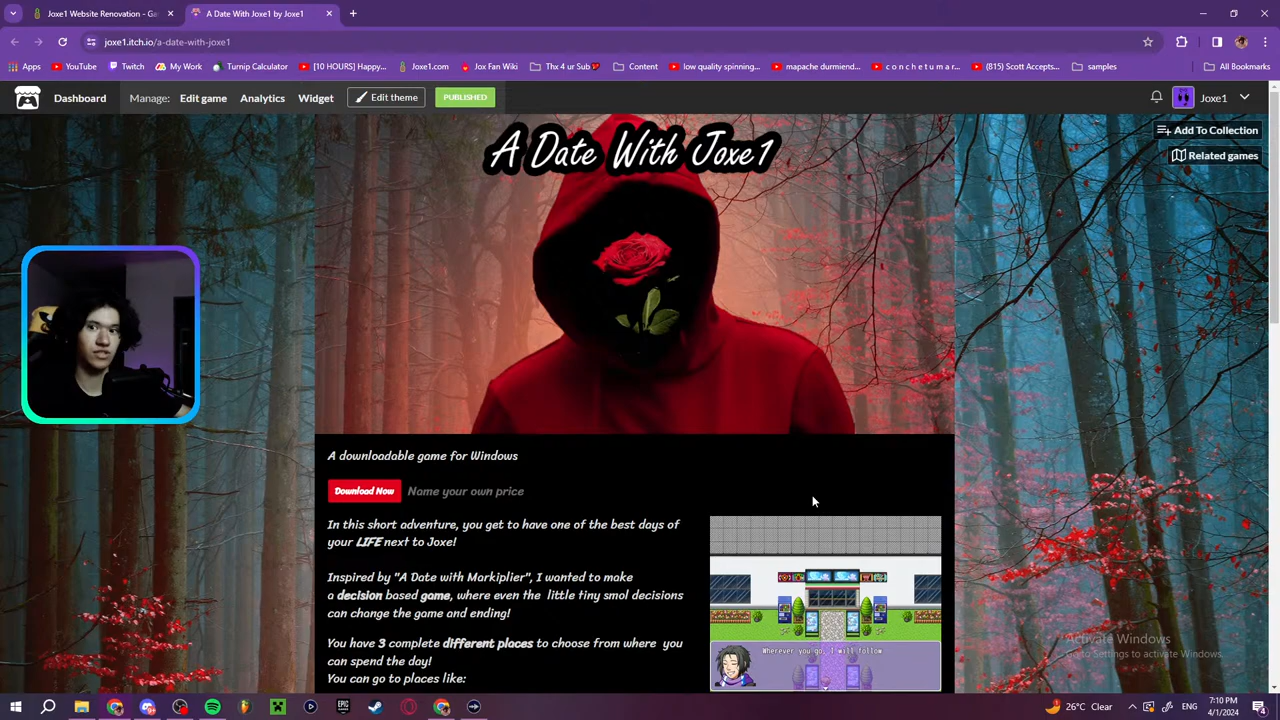 Joxe1 Website Renovation - Ga
A Date With Joxe1 by Joxe1
joxe1.itch.io/a-date-with-joxe1
Apps
YouTube
Twitch
My Work
[10 HOURS] Happy...
Turnip Calculator
Joxe1.com
Jox Fan Wiki
Thx 4 ur Sub
Content
low quality spinning...
mapache durmiend...
c o n c h e t u m a r...
(815) Scott Accepts...
samples
All Bookmarks
Dashboard
Manage:
Edit game
Analytics
Widget
Edit theme
PUBLISHED
Joxe1
Add To Collection
Related games
A Date With Joxe1
A downloadable game for Windows
Download Now
Name your own price
In this short adventure, you get to have one of the best days of
your LIFE next to Joxe!
Inspired by "A Date with Markiplier", I wanted to make
a decision based game, where even the little tiny smol decisions
can change the game and ending!
You have 3 complete different places to choose from where you
can spend the day!
You can go to places like:
Wherever you go, I will follow
Activate Windows
Go to Settings to activate Windows.
26°C Clear
7:10 PM
4/1/2024
4